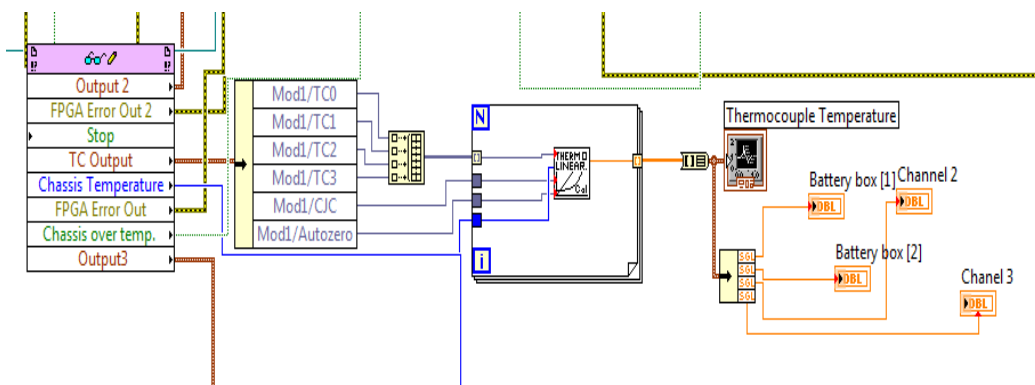 Output 2
FPGA Error Out 2
Stop
TC Output
Chassis Temperature
FPGA Error Out
Chassis over temp.
Output3
Mod1/TC0
Mod1/TC1
Mod1/TC2
Mod1/TC3
Mod1/CJC
Mod1/Autozero
N
i
THERMO
LINEAR.
Cal
Thermocouple Temperature
Battery box [1]
DBL
Channel 2
DBL
Battery box [2]
DBL
SGL
SGL
SGL
SGL
Chanel 3
DBL